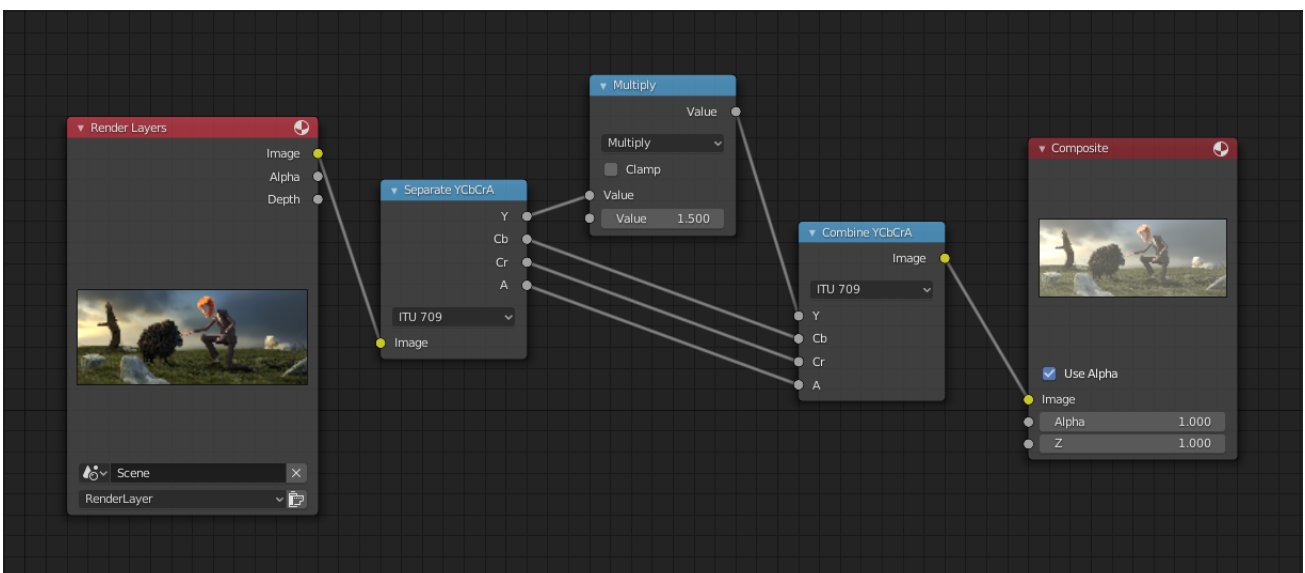 Render Layers
Image
Alpha
Depth
Scene
RenderLayer
Separate YCbCrA
Y
Cb
Cr
A
ITU 709
Image
Multiply
Value
Multiply
Clamp
Value
Value 1.500
Combine YCbCrA
Image
ITU 709
Y
Cb
Cr
A
Composite
Use Alpha
Image
Alpha 1.000
Z 1.000